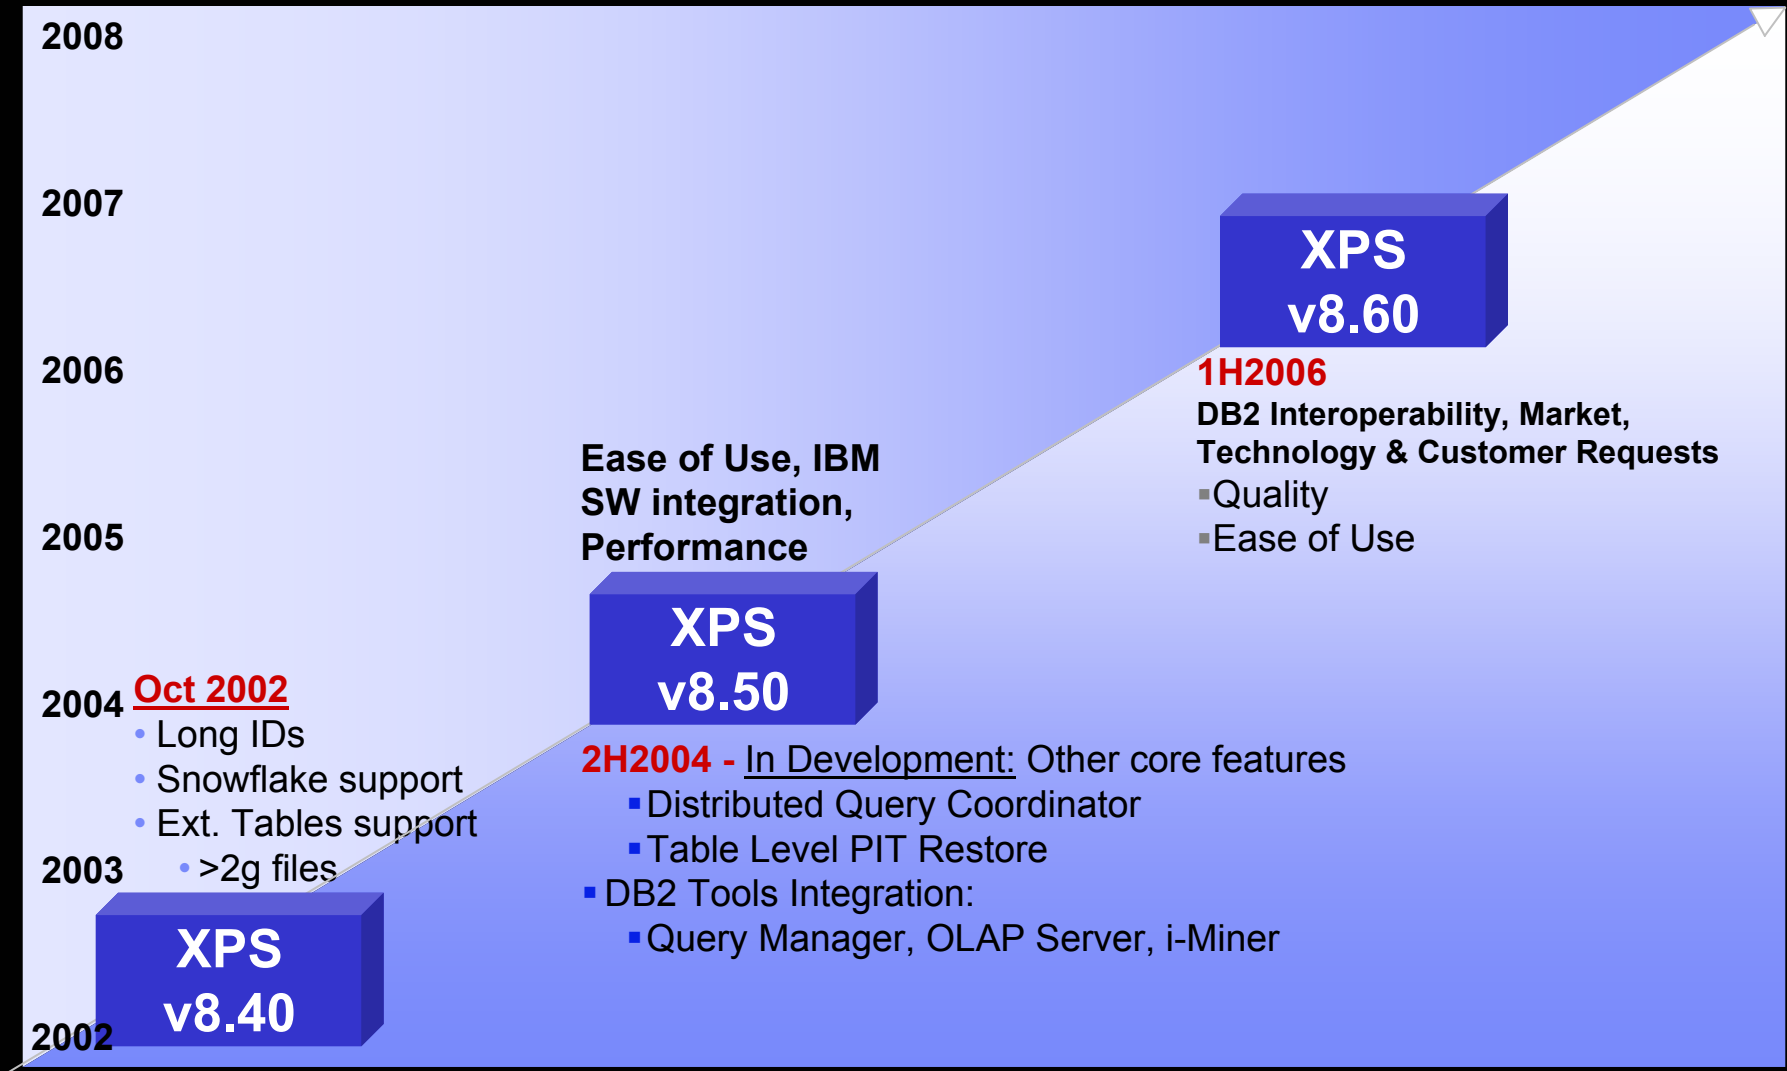 2008
2007
2006
2005
2004
2003
2002
XPS
v8.60
1H2006
DB2 Interoperability, Market,
Technology & Customer Requests
▪Quality
▪Ease of Use
Ease of Use, IBM
SW integration,
Performance
XPS
v8.50
2H2004 - In Development: Other core features
▪Distributed Query Coordinator
▪Table Level PIT Restore
▪DB2 Tools Integration:
▪Query Manager, OLAP Server, i-Miner
Oct 2002
• Long IDs
• Snowflake support
• Ext. Tables support
• >2g files
XPS
v8.40